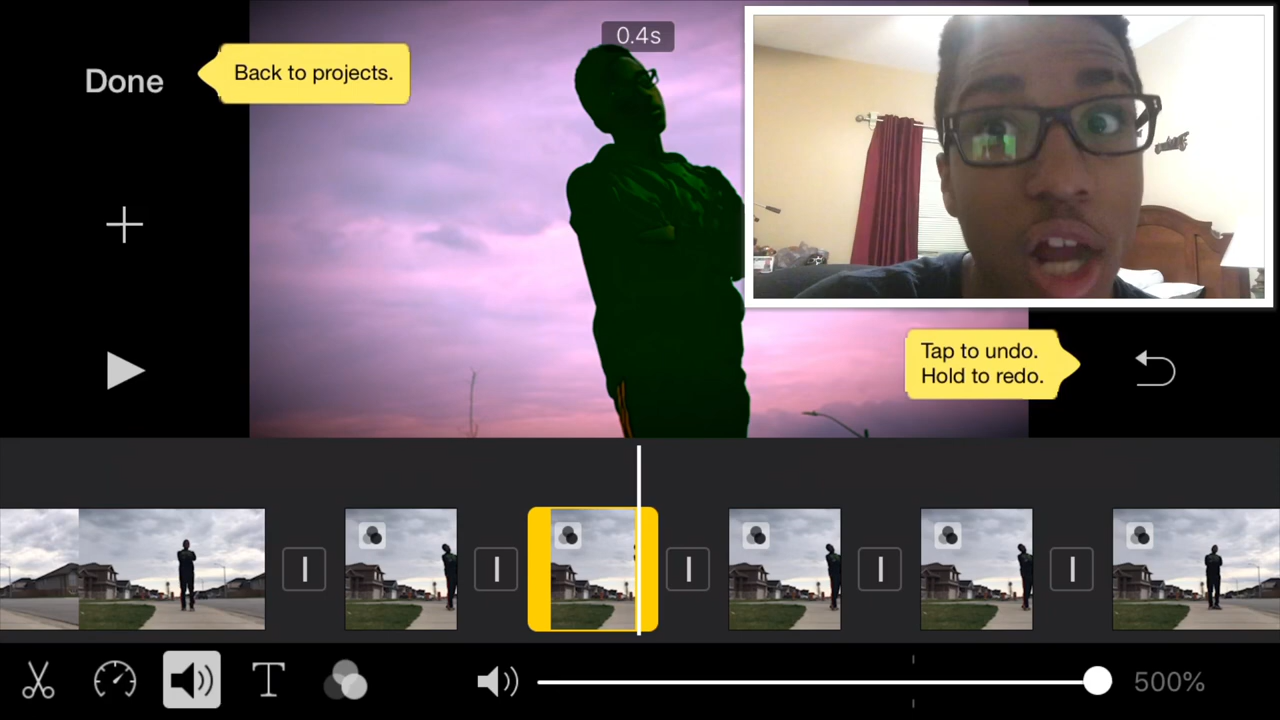 0.4s
Done
Back to projects.
Tap to undo.
Hold to redo.
T
500%